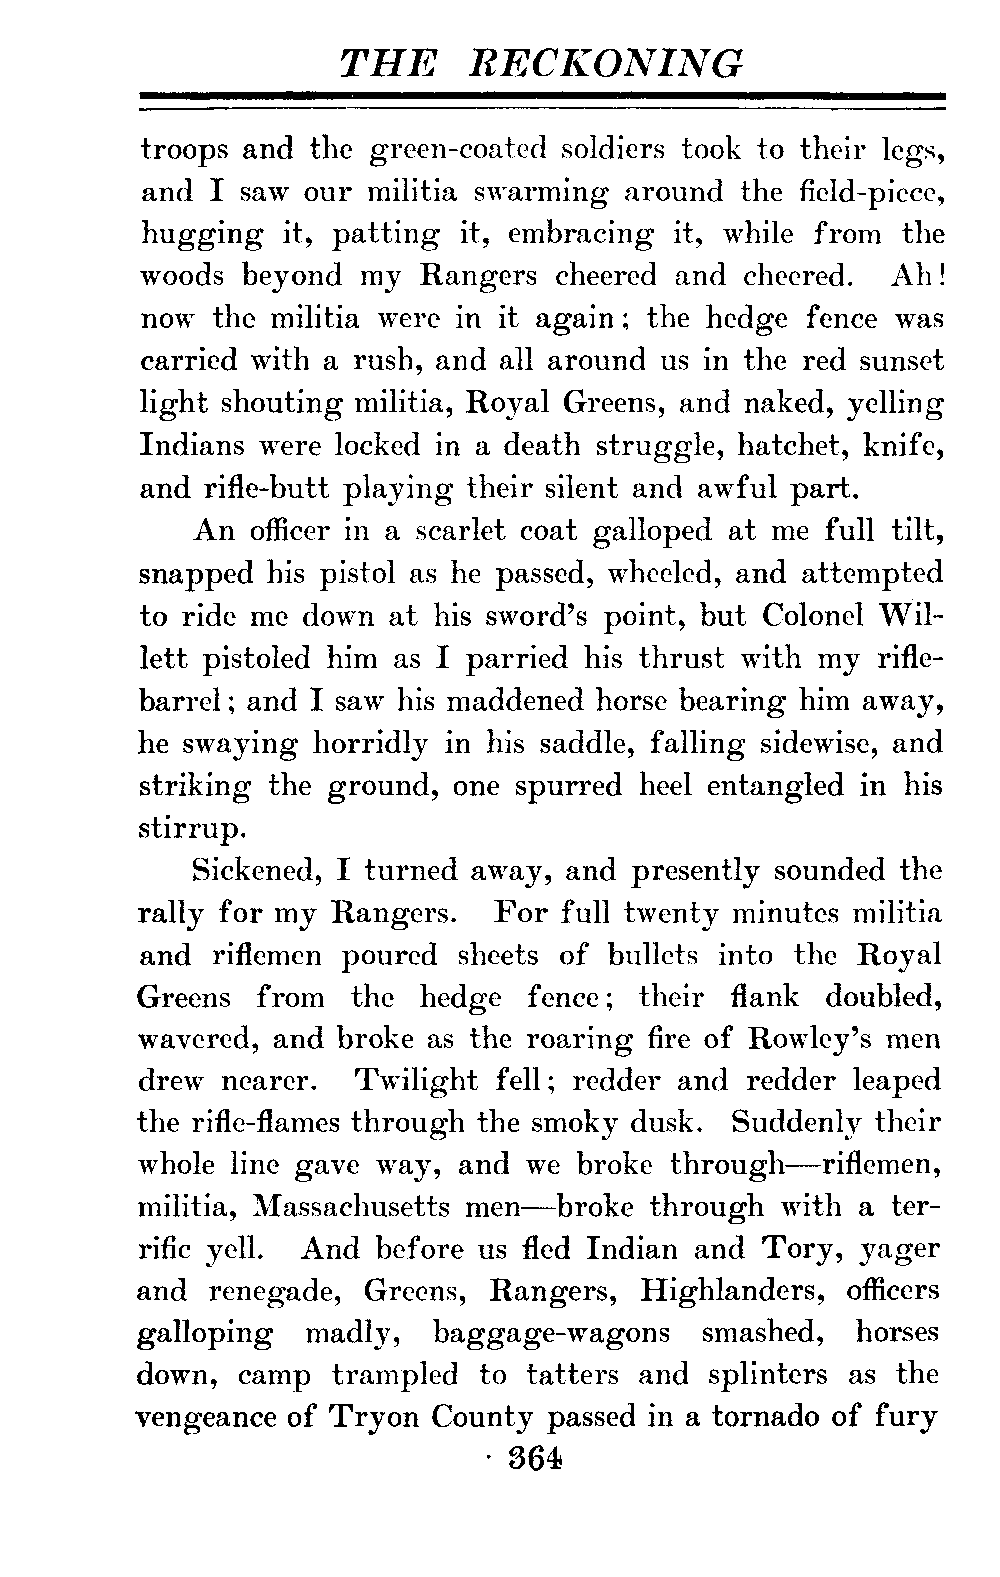 THE RECKONING
troops and the green-coated soldiers took to their legs,
and I saw our militia swarming around the field-piece,
hugging it, patting it, embracing it, while from the
woods beyond my Rangers cheered and cheered. Ah!
now the militia were in it again; the hedge fence was
carried with a rush, and all around us in the red sunset
light shouting militia, Royal Greens, and naked, yelling
Indians were locked in a death struggle, hatchet, knife,
and rifle-butt playing their silent and awful part.
An officer in a scarlet coat galloped at me full tilt,
snapped his pistol as he passed, wheeled, and attempted
to ride me down at his sword's point, but Colonel Wil-
lett pistoled him as I parried his thrust with my rifle-
barrel; and I saw his maddened horse bearing him away,
he swaying horridly in his saddle, falling sidewise, and
striking the ground, one spurred heel entangled in his
stirrup.
Sickened, I turned away, and presently sounded the
rally for my Rangers. For full twenty minutes militia
and riflemen poured sheets of bullets into the Royal
Greens from the hedge fence; their flank doubled,
wavered, and broke as the roaring fire of Rowley's men
drew nearer. Twilight fell; redder and redder leaped
the rifle-flames through the smoky dusk. Suddenly their
whole line gave way, and we broke through—riflemen,
militia, Massachusetts men—broke through with a ter-
rific yell. And before us fled Indian and Tory, yager
and renegade, Greens, Rangers, Highlanders, officers
galloping madly, baggage-wagons smashed, horses
down, camp trampled to tatters and splinters as the
vengeance of Tryon County passed in a tornado of fury
364